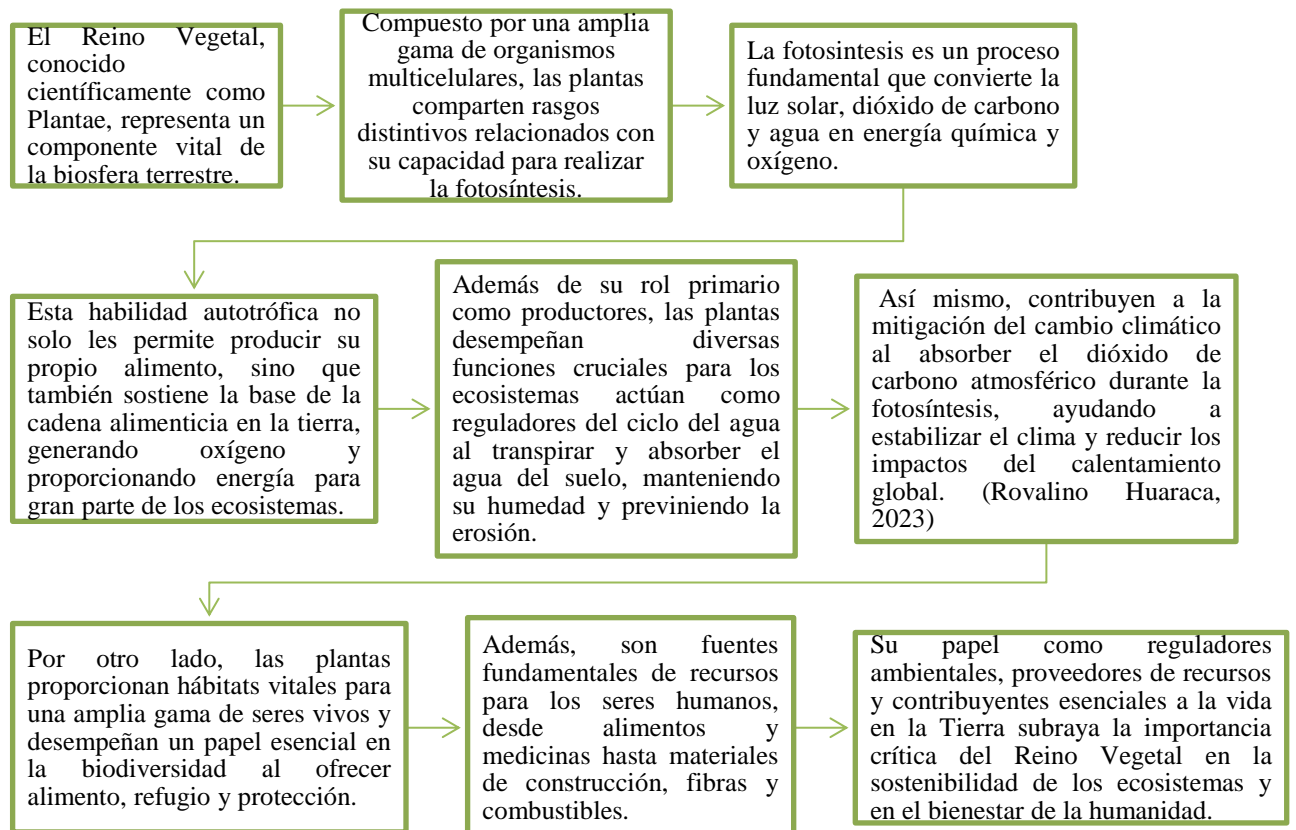 El Reino Vegetal,
conocido
científicamente como
Plantae, representa un
componente vital de
la biosfera terrestre.
Compuesto por una amplia
gama de organismos
multicelulares, las plantas
comparten rasgos
distintivos relacionados con
su capacidad para realizar
la fotosíntesis.
La fotosintesis es un proceso
fundamental que convierte la
luz solar, dióxido de carbono
y agua en energía química y
oxígeno.
Esta habilidad autotrófica no
solo les permite producir su
propio alimento, sino que
también sostiene la base de la
cadena alimenticia en la tierra,
generando oxígeno y
proporcionando energía para
gran parte de los ecosistemas.
Además de su rol primario
como productores, las plantas
desempeñan diversas
funciones cruciales para los
ecosistemas actúan como
reguladores del ciclo del agua
al transpirar y absorber el
agua del suelo, manteniendo
su humedad y previniendo la
erosión.
Así mismo, contribuyen a la
mitigación del cambio climático
al absorber el dióxido de
carbono atmosférico durante la
fotosíntesis, ayudando a
estabilizar el clima y reducir los
impactos del calentamiento
global. (Rovalino Huaraca,
2023)
Por otro lado, las plantas
proporcionan hábitats vitales para
una amplia gama de seres vivos y
desempeñan un papel esencial en
la biodiversidad al ofrecer
alimento, refugio y protección.
Además, son fuentes
fundamentales de recursos
para los seres humanos,
desde alimentos y
medicinas hasta materiales
de construcción, fibras y
combustibles.
Su papel como reguladores
ambientales, proveedores de recursos
y contribuyentes esenciales a la vida
en la Tierra subraya la importancia
crítica del Reino Vegetal en la
sostenibilidad de los ecosistemas y
en el bienestar de la humanidad.